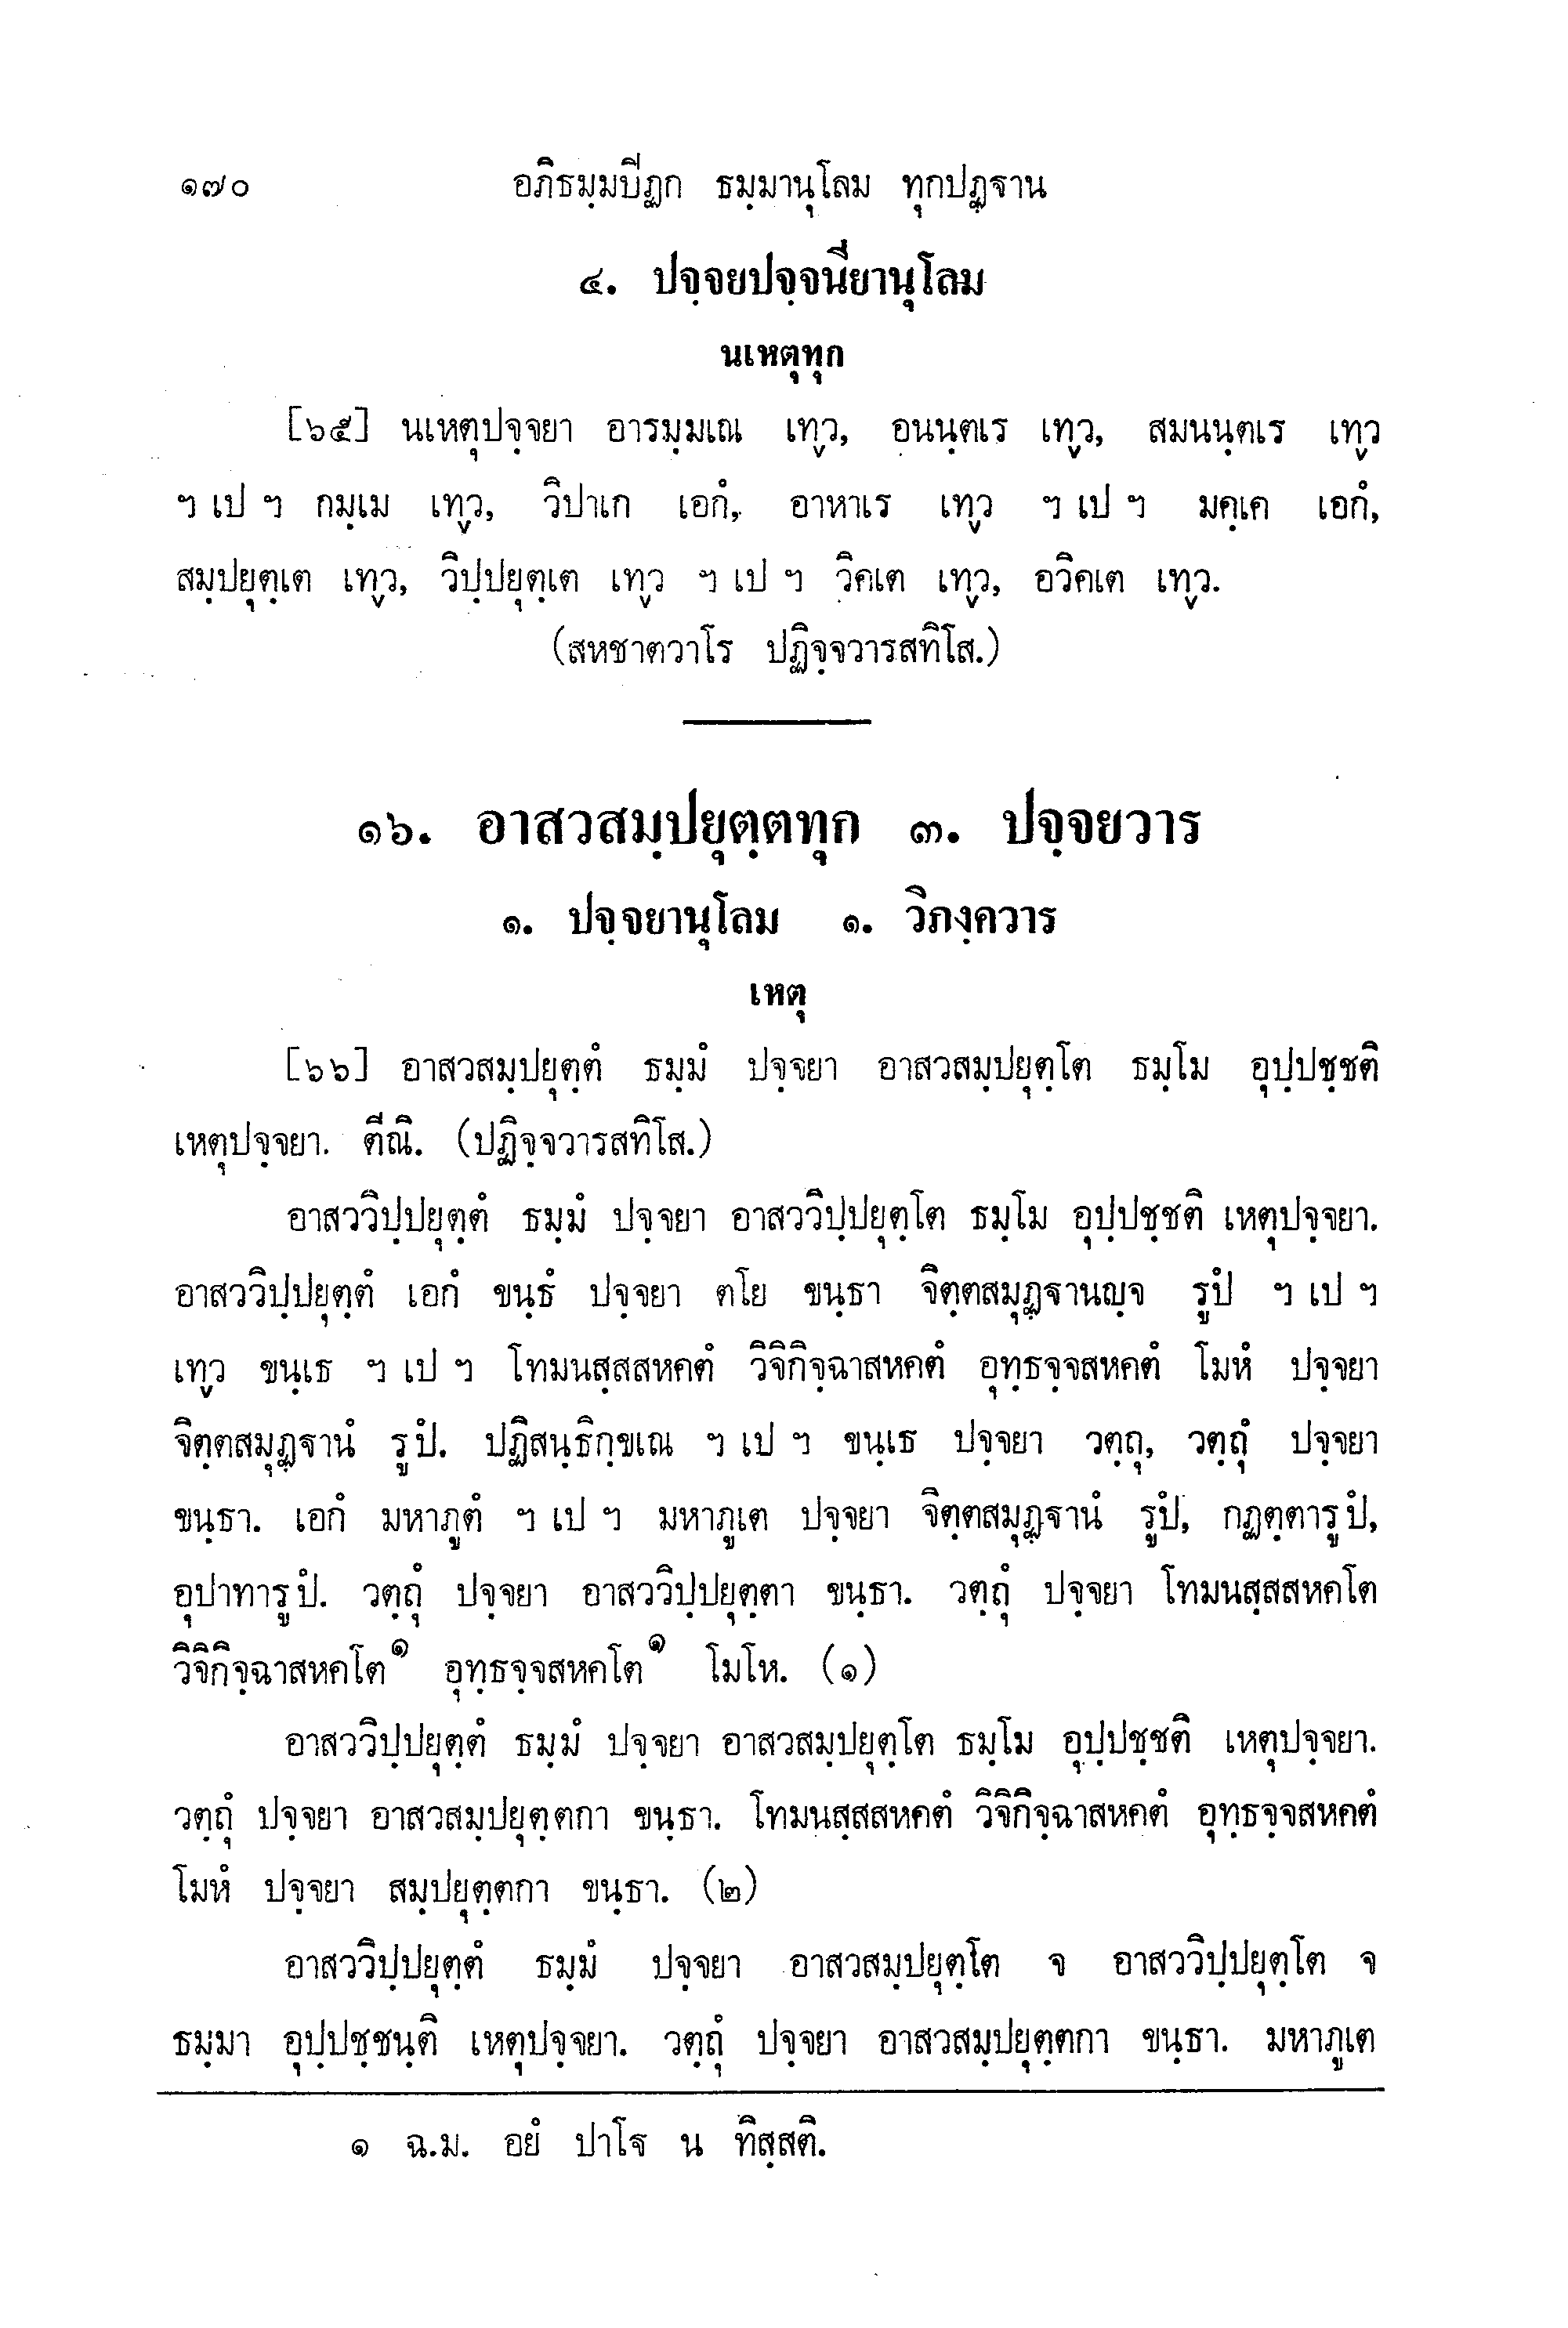 ๑๗๐ อภิธมฺมปิฏก ธมฺมานุโลม ทุกปฏฺฐาน
๔. ปจฺจยปจฺจนียานุโลม
นเหตุทุก
[๖๕] นเหตุปจฺจยา อารมฺมเณ เทฺว, อนนฺตเร เทฺว, สมนนฺตเร เทฺว
ฯ เป ฯ กมฺเม เทฺว, วิปาเก เอกํ, อาหาเร เทฺว ฯ เป ฯ มคฺเค เอกํ,
สมฺปยุตฺเต เทฺว, วิปฺปยุตฺเต เทฺว ฯ เป ฯ วิคเต เทฺว, อวิคเต เทฺว.
(สหชาตวาโร ปฏิจฺจวารสทิโส.)
๑๖. อาสวสมฺปยุตฺตทุก ๓. ปจฺจยวาร
๑. ปจฺจยานุโลม ๑. วิภงฺควาร
เหตุ
[๖๖] อาสวสมฺปยุตฺตํ ธมฺมํ ปจฺจยา อาสวสมฺปยุตฺโต ธมฺโม อุปฺปชฺชติ
เหตุปจฺจยา. ตีณิ. (ปฏิจฺจวารสทิโส.)
อาสววิปฺปยุตฺตํ ธมฺมํ ปจฺจยา อาสววิปฺปยุตฺโต ธมฺโม อุปฺปชฺชติ เหตุปจฺจยา.
อาสววิปฺปยุตฺตํ เอกํ ขนฺธํ ปจฺจยา ตโย ขนฺธา จิตฺตสมุฏฺฐานญฺจ รูปํ ฯ เป ฯ
เทฺว ขนฺเธ ฯ เป ฯ โทมนสฺสสหคตํ วิจิกิจฺฉาสหคตํ อุทฺธจฺจสหคตํ โมหํ ปจฺจยา
จิตฺตสมุฏฺฐานํ รูปํ. ปฏิสนฺธิกฺขเณ ฯ เป ฯ ขนฺเธ ปจฺจยา วตฺถุ, วตฺถุํ ปจฺจยา
ขนฺธา. เอกํ มหาภูตํ ฯ เป ฯ มหาภูเต ปจฺจยา จิตฺตสมุฏฺฐานํ รูปํ, กฏตฺตารูปํ,
อุปาทารูปํ. วตฺถุํ ปจฺจยา อาสววิปฺปยุตฺตา ขนฺธา. วตฺถุํ ปจฺจยา โทมนสฺสสหคโต
วิจิกิจฺฉาสหคโต๑ อุทฺธจฺจสหคโต๑ โมโห. (๑)
อาสววิปฺปยุตฺตํ ธมฺมํ ปจฺจยา อาสวสมฺปยุตฺโต ธมฺโม อุปฺปชฺชติ เหตุปจฺจยา.
วตฺถุํ ปจฺจยา อาสวสมฺปยุตฺตกา ขนฺธา. โทมนสฺสสหคตํ วิจิกิจฺฉาสหคตํ อุทฺธจฺจสหคตํ
โมหํ ปจฺจยา สมฺปยุตฺตกา ขนฺธา. (๒)
อาสววิปฺปยุตฺตํ ธมฺมํ ปจฺจยา อาสวสมฺปยุตฺโต จ อาสววิปฺปยุตฺโต จ
ธมฺมา อุปฺปชฺชนฺติ เหตุปจฺจยา. วตฺถุํ ปจฺจยา อาสวสมฺปยุตฺตกา ขนฺธา. มหาภูเต
๑ ฉ.ม. อยํ ปาโฐ น ทิสฺสติ.